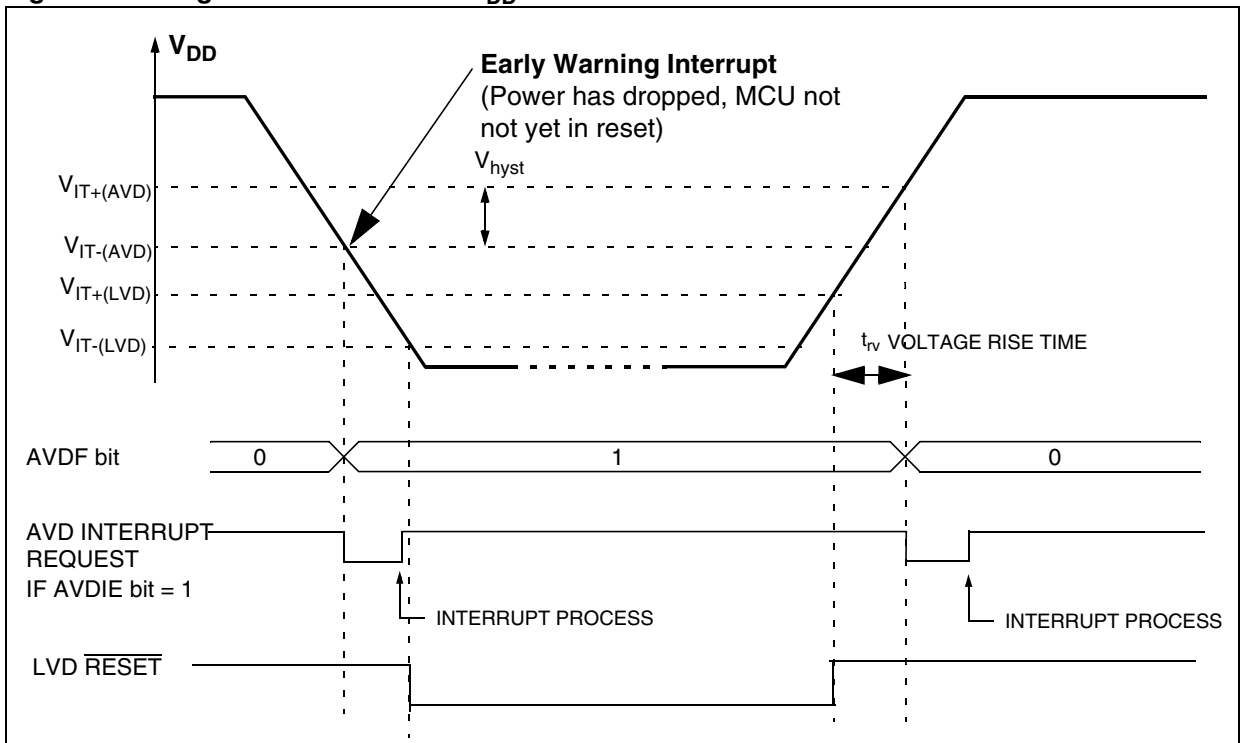 V_DD
V_DD
Early Warning Interrupt
(Power has dropped, MCU not
not yet in reset)
V_hyst
V_IT+(AVD)
V_IT-(AVD)
V_IT+(LVD)
V_IT-(LVD)
t_rv VOLTAGE RISE TIME
AVDF bit
0
1
0
AVD INTERRUPT
REQUEST
IF AVDIE bit = 1
INTERRUPT PROCESS
INTERRUPT PROCESS
LVD RESET